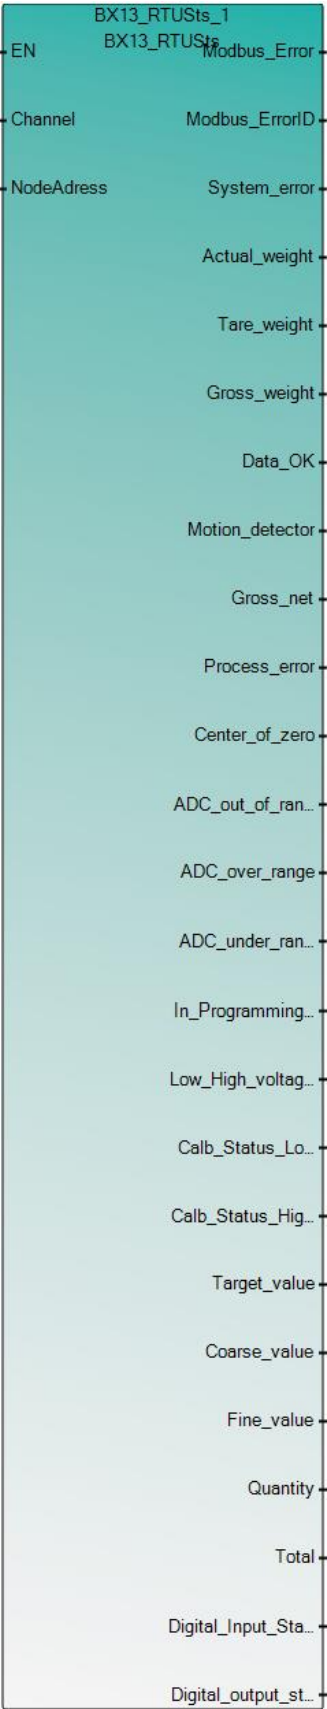 BX13_RTUSts_1
BX13_RTUSts
EN
Modbus_Error
Channel
Modbus_ErrorID
NodeAdress
System_error
Actual_weight
Tare_weight
Gross_weight
Data_OK
Motion_detector
Gross_net
Process_error
Center_of_zero
ADC_out_of_ran...
ADC_over_range
ADC_under_ran...
In_Programming...
Low_High_voltag...
Calb_Status_Lo...
Calb_Status_Hig...
Target_value
Coarse_value
Fine_value
Quantity
Total
Digital_Input_Sta...
Digital_output_st...